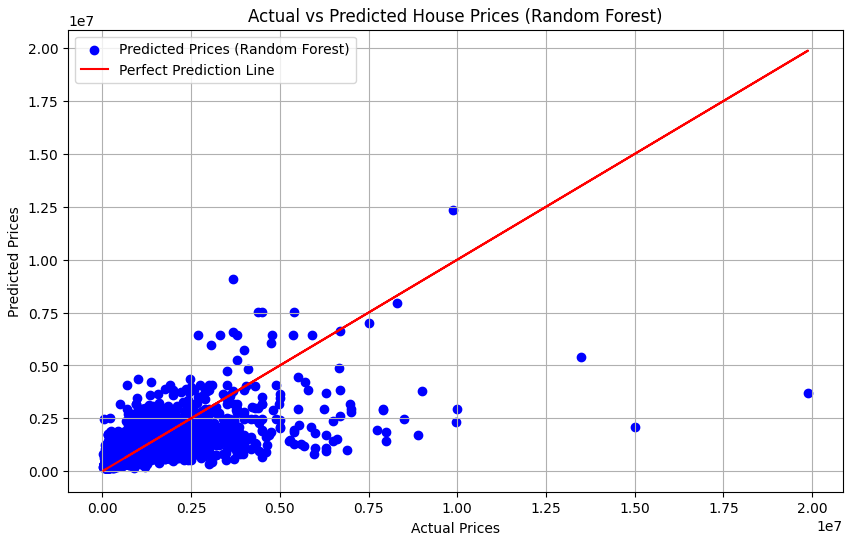 Actual vs Predicted House Prices (Random Forest)
1e7
Predicted Prices (Random Forest)
Perfect Prediction Line
Predicted Prices
2.00
1.75
1.50
1.25
1.00
0.75
0.50
0.25
0.00
0.00 0.25 0.50 0.75 1.00 1.25 1.50 1.75 2.00
1e7
Actual Prices